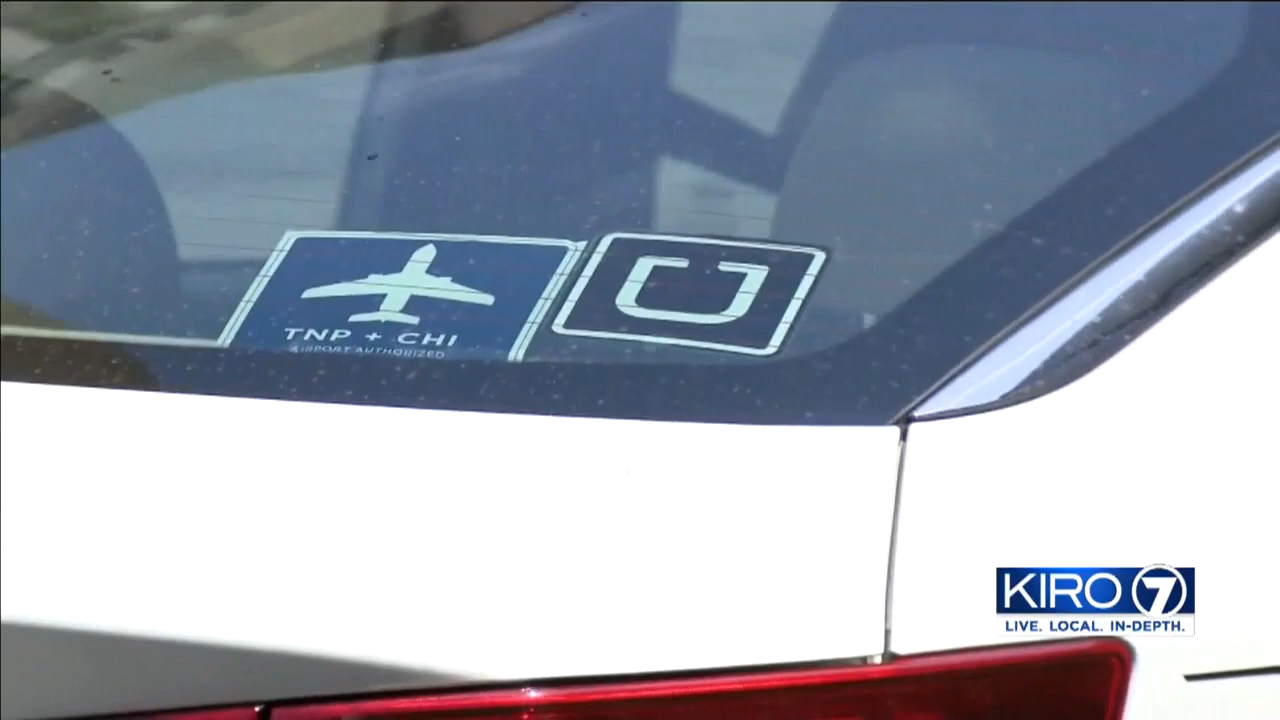 TNP + CHI
AIRPORT AUTHORIZED
U
KIRO 7
LIVE. LOCAL. IN-DEPTH.